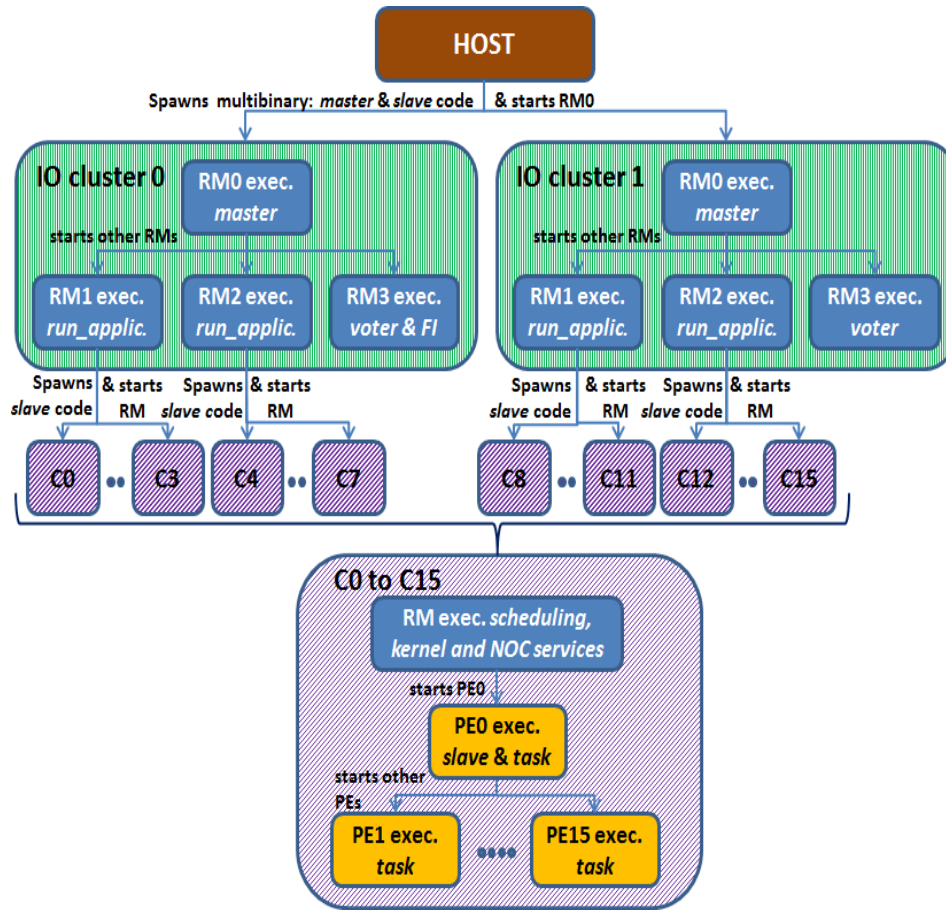 HOST
Spawns multibinary: master & slave code & starts RM0
IO cluster 0
RM0 exec.
master
starts other RMs
RM1 exec.
run_applic.
RM2 exec.
run_applic.
RM3 exec.
voter & FI
IO cluster 1
RM0 exec.
master
starts other RMs
RM1 exec.
run_applic.
RM2 exec.
run_applic.
RM3 exec.
voter
Spawns & starts
slave code RM
Spawns & starts
slave code RM
Spawns & starts
slave code RM
Spawns & starts
slave code RM
C0 •• C3 C4 •• C7 C8 •• C11 C12 •• C15
C0 to C15
RM exec. scheduling,
kernel and NOC services
starts PE0
PE0 exec.
slave & task
starts other
PEs
PE1 exec.
task
••••
PE15 exec.
task